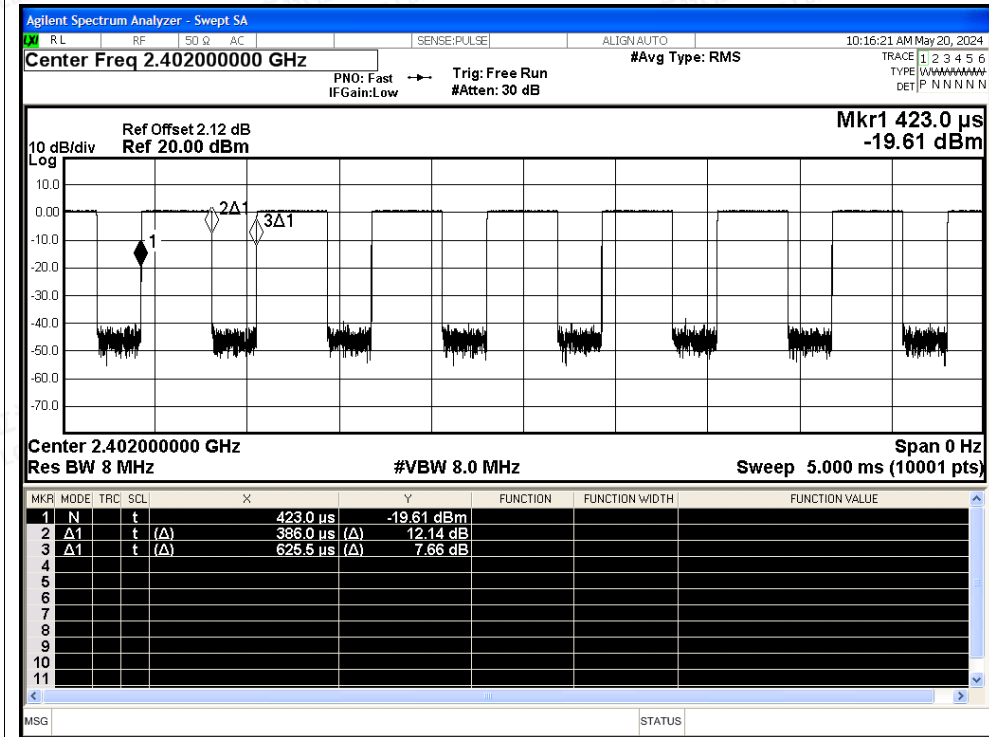 Agilent Spectrum Analyzer - Swept SA
LXI RL RF 50 Ω AC SENSE:PULSE ALIGN AUTO 10:16:21 AM May 20, 2024
Center Freq 2.402000000 GHz #Avg Type: RMS TRACE 1 2 3 4 5 6
PNO: Fast Trig: Free Run TYPE WWWWWW
IFGain:Low #Atten: 30 dB DET P N N N N N
Mkr1 423.0 µs
Ref Offset 2.12 dB
10 dB/div Ref 20.00 dBm -19.61 dBm
Log
10.0
0.00 2Δ1
3Δ1
-10.0 1
-20.0
-30.0
-40.0
-50.0
-60.0
-70.0
Center 2.402000000 GHz Span 0 Hz
Res BW 8 MHz #VBW 8.0 MHz Sweep 5.000 ms (10001 pts)
MKR MODE TRC SCL X Y FUNCTION FUNCTION WIDTH FUNCTION VALUE
1 N t 423.0 µs -19.61 dBm
2 Δ1 t (Δ) 386.0 µs (Δ) 12.14 dB
3 Δ1 t (Δ) 625.5 µs (Δ) 7.66 dB
4
5
6
7
8
9
10
11
MSG STATUS